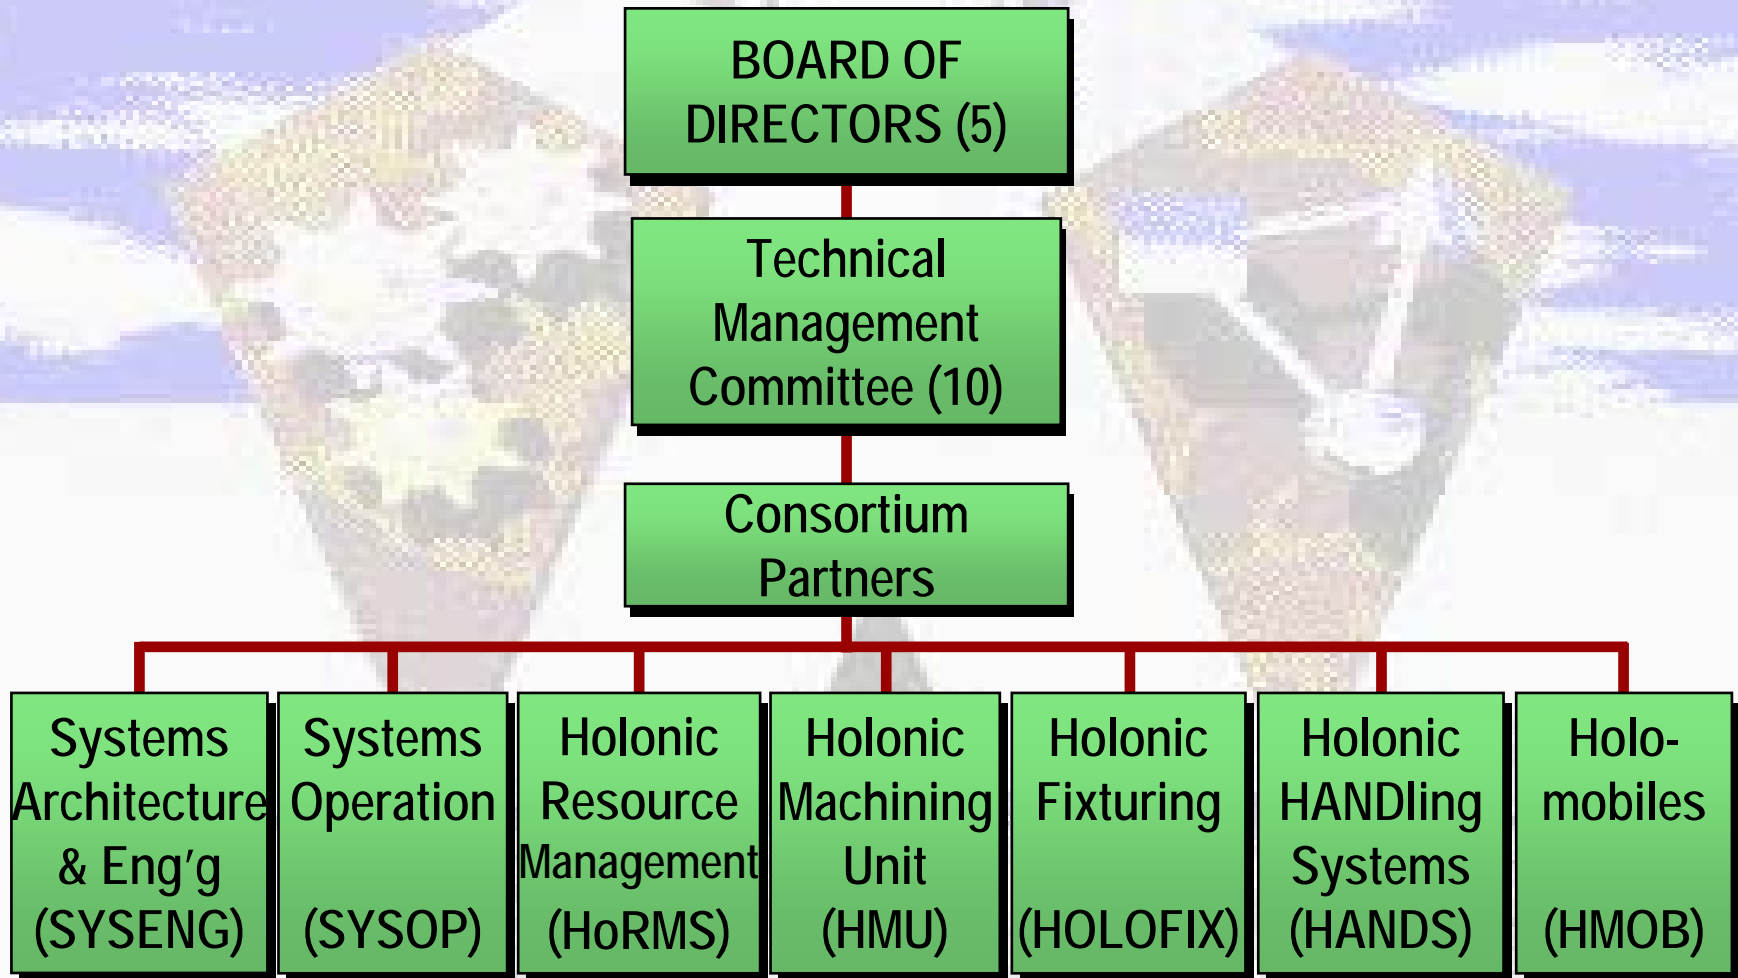 BOARD OF
DIRECTORS (5)
Technical
Management
Committee (10)
Consortium
Partners
Systems
Architecture
& Eng’g
(SYSENG)
Systems
Operation
(SYSOP)
Holonic
Resource
Management
(HoRMS)
Holonic
Machining
Unit
(HMU)
Holonic
Fixturing
(HOLOFIX)
Holonic
HANDling
Systems
(HANDS)
Holo-
mobiles
(HMOB)